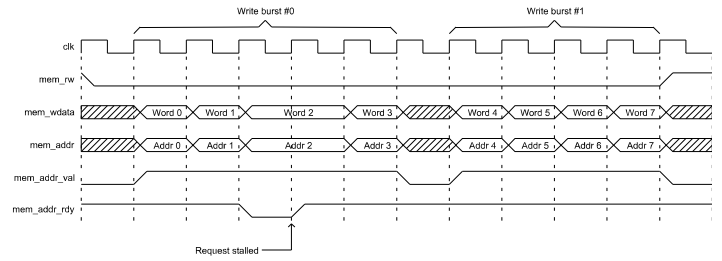 Write burst #0 Write burst #1
clk
mem_rw
mem_wdata Word 0 Word 1 Word 2 Word 3 Word 4 Word 5 Word 6 Word 7
mem_addr Addr 0 Addr 1 Addr 2 Addr 3 Addr 4 Addr 5 Addr 6 Addr 7
mem_addr_val
mem_addr_rdy
Request stalled